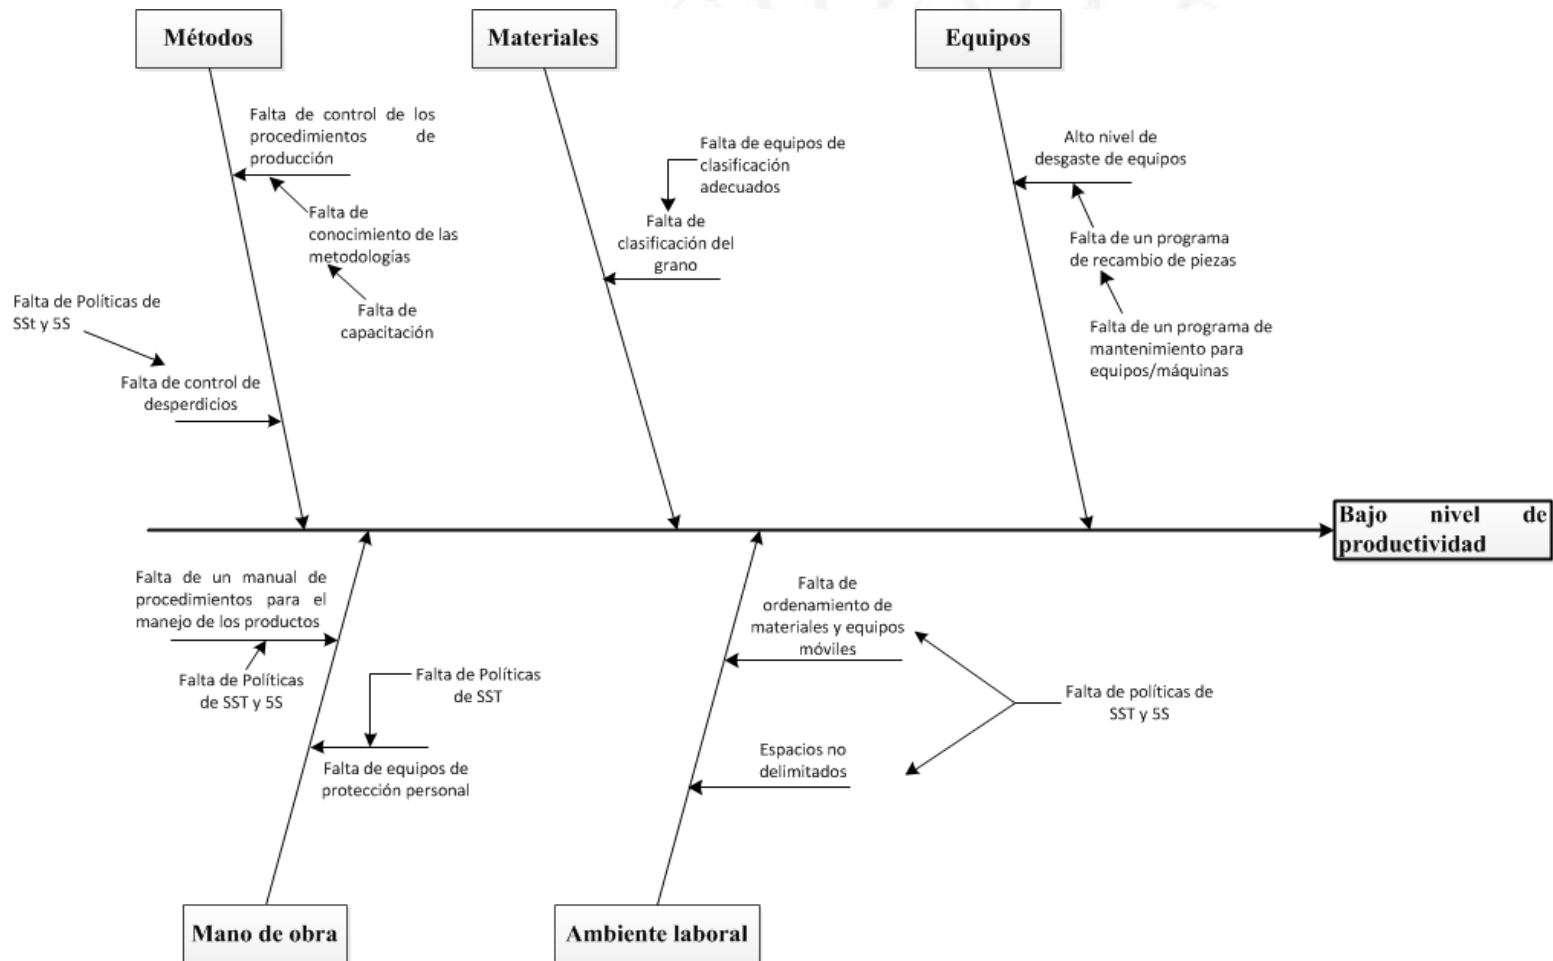 Métodos
Materiales
Equipos
Falta de control de los
procedimientos de
producción
Falta de
conocimiento de las
metodologías
Falta de
capacitación
Falta de Políticas de
SSt y 5S
Falta de control de
desperdicios
Falta de equipos de
clasificación
adecuados
Falta de
clasificación del
grano
Alto nivel de
desgaste de equipos
Falta de un programa
de recambio de piezas
Falta de un programa de
mantenimiento para
equipos/máquinas
Bajo nivel de
productividad
Falta de un manual de
procedimientos para el
manejo de los productos
Falta de Políticas
de SST y 5S
Falta de Políticas
de SST
Falta de equipos de
protección personal
Falta de
ordenamiento de
materiales y equipos
móviles
Falta de políticas de
SST y 5S
Espacios no
delimitados
Mano de obra
Ambiente laboral